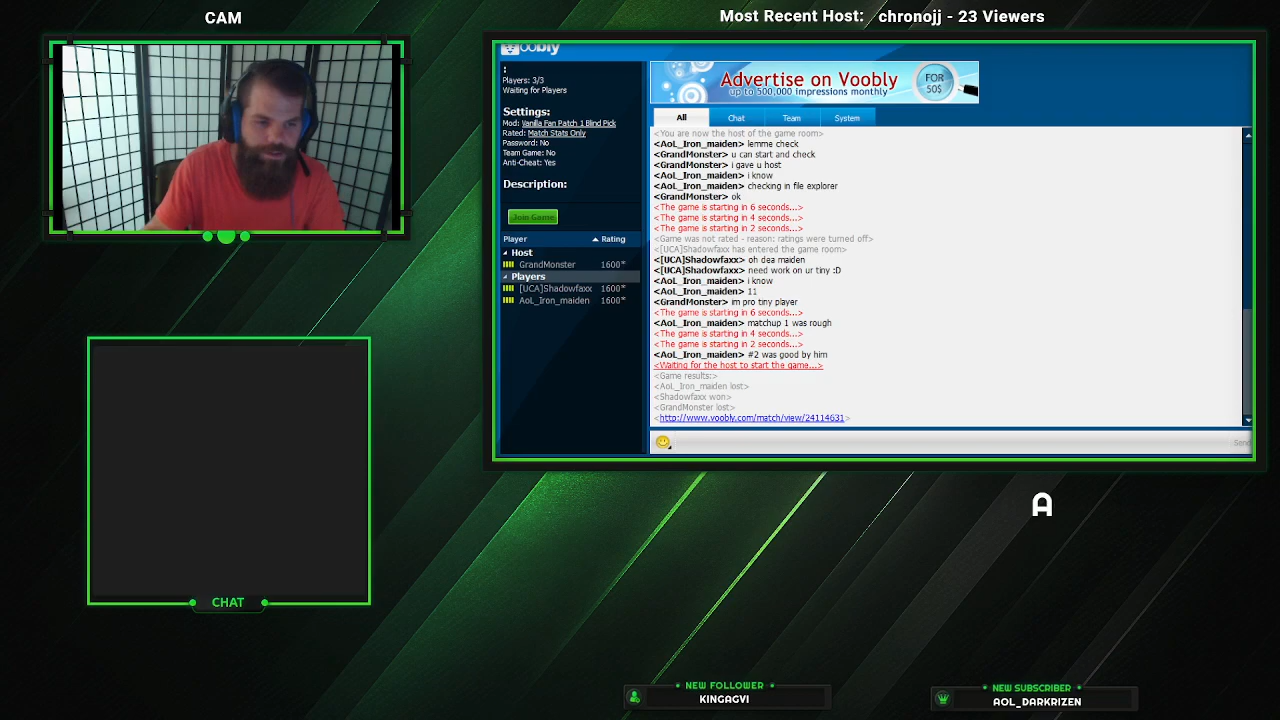 CAM
Most Recent Host: chronojj - 23 Viewers
Voobly
:
Players: 3/3
Waiting for Players
Settings:
Mod: Vanilla Fan Patch 1 Blind Pick
Rated: Match Stats Only
Password: No
Team Game: No
Anti-Cheat: Yes
Description:
Join Game
Player Rating
Host
GrandMonster 1600*
Players
[UCA]Shadowfaxx 1600*
AoL_Iron_maiden 1600*
Advertise on Voobly
up to 500,000 impressions monthly
FOR
50$
All Chat Team System
<You are now the host of the game room>
<AoL_Iron_maiden> lemme check
<GrandMonster> u can start and check
<GrandMonster> i gave u host
<AoL_Iron_maiden> i know
<AoL_Iron_maiden> checking in file explorer
<GrandMonster> ok
<The game is starting in 6 seconds...>
<The game is starting in 4 seconds...>
<The game is starting in 2 seconds...>
<Game was not rated - reason: ratings were turned off>
<[UCA]Shadowfaxx has entered the game room>
<[UCA]Shadowfaxx> oh dea maiden
<[UCA]Shadowfaxx> need work on ur tiny :D
<AoL_Iron_maiden> i know
<AoL_Iron_maiden> 11
<GrandMonster> im pro tiny player
<The game is starting in 6 seconds...>
<AoL_Iron_maiden> matchup 1 was rough
<The game is starting in 4 seconds...>
<The game is starting in 2 seconds...>
<AoL_Iron_maiden> #2 was good by him
<Waiting for the host to start the game...>
<Game results:>
<AoL_Iron_maiden lost>
<Shadowfaxx won>
<GrandMonster lost>
<http://www.voobly.com/match/view/24114631>
Send
A
CHAT
NEW FOLLOWER
KINGAGVI
NEW SUBSCRIBER
AOL_DARKRIZEN